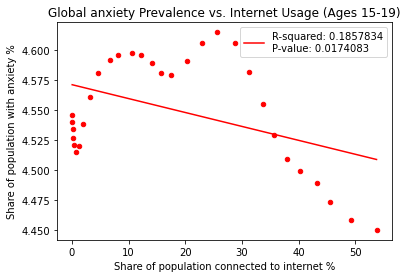 Global anxiety Prevalence vs. Internet Usage (Ages 15-19)
R-squared: 0.1857834
P-value: 0.0174083
Share of population with anxiety %
4.600
4.575
4.550
4.525
4.500
4.475
4.450
0 10 20 30 40 50
Share of population connected to internet %